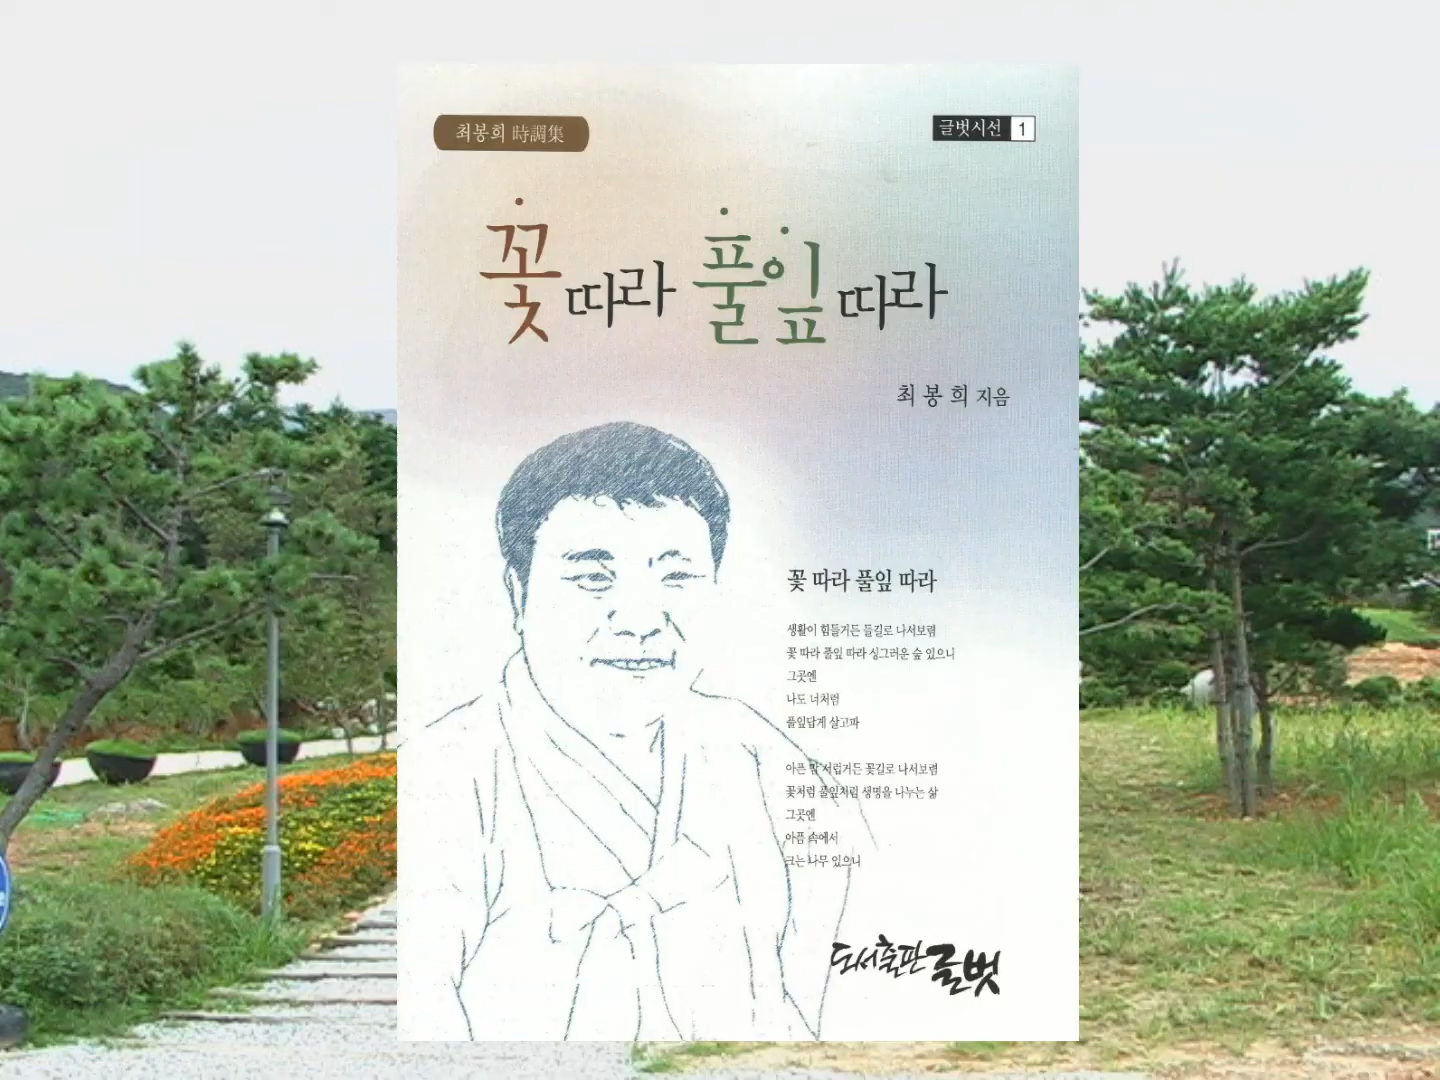 최봉희 時調集
글벗시선 1
꽃 따라 풀잎 따라
최봉희 지음
꽃 따라 풀잎 따라
생활이 힘들거든 들길로 나서보렴
꽃 따라 풀잎 따라 싱그러운 숲 있으니
그곳엔
나도 너처럼
풀잎답게 살고파
아픈 맘 서럽거든 꽃길로 나서보렴
꽃처럼 풀잎처럼 생명을 나누는 삶
그곳엔
아픔 속에서
크는 나무 있으니
도서출판 글벗